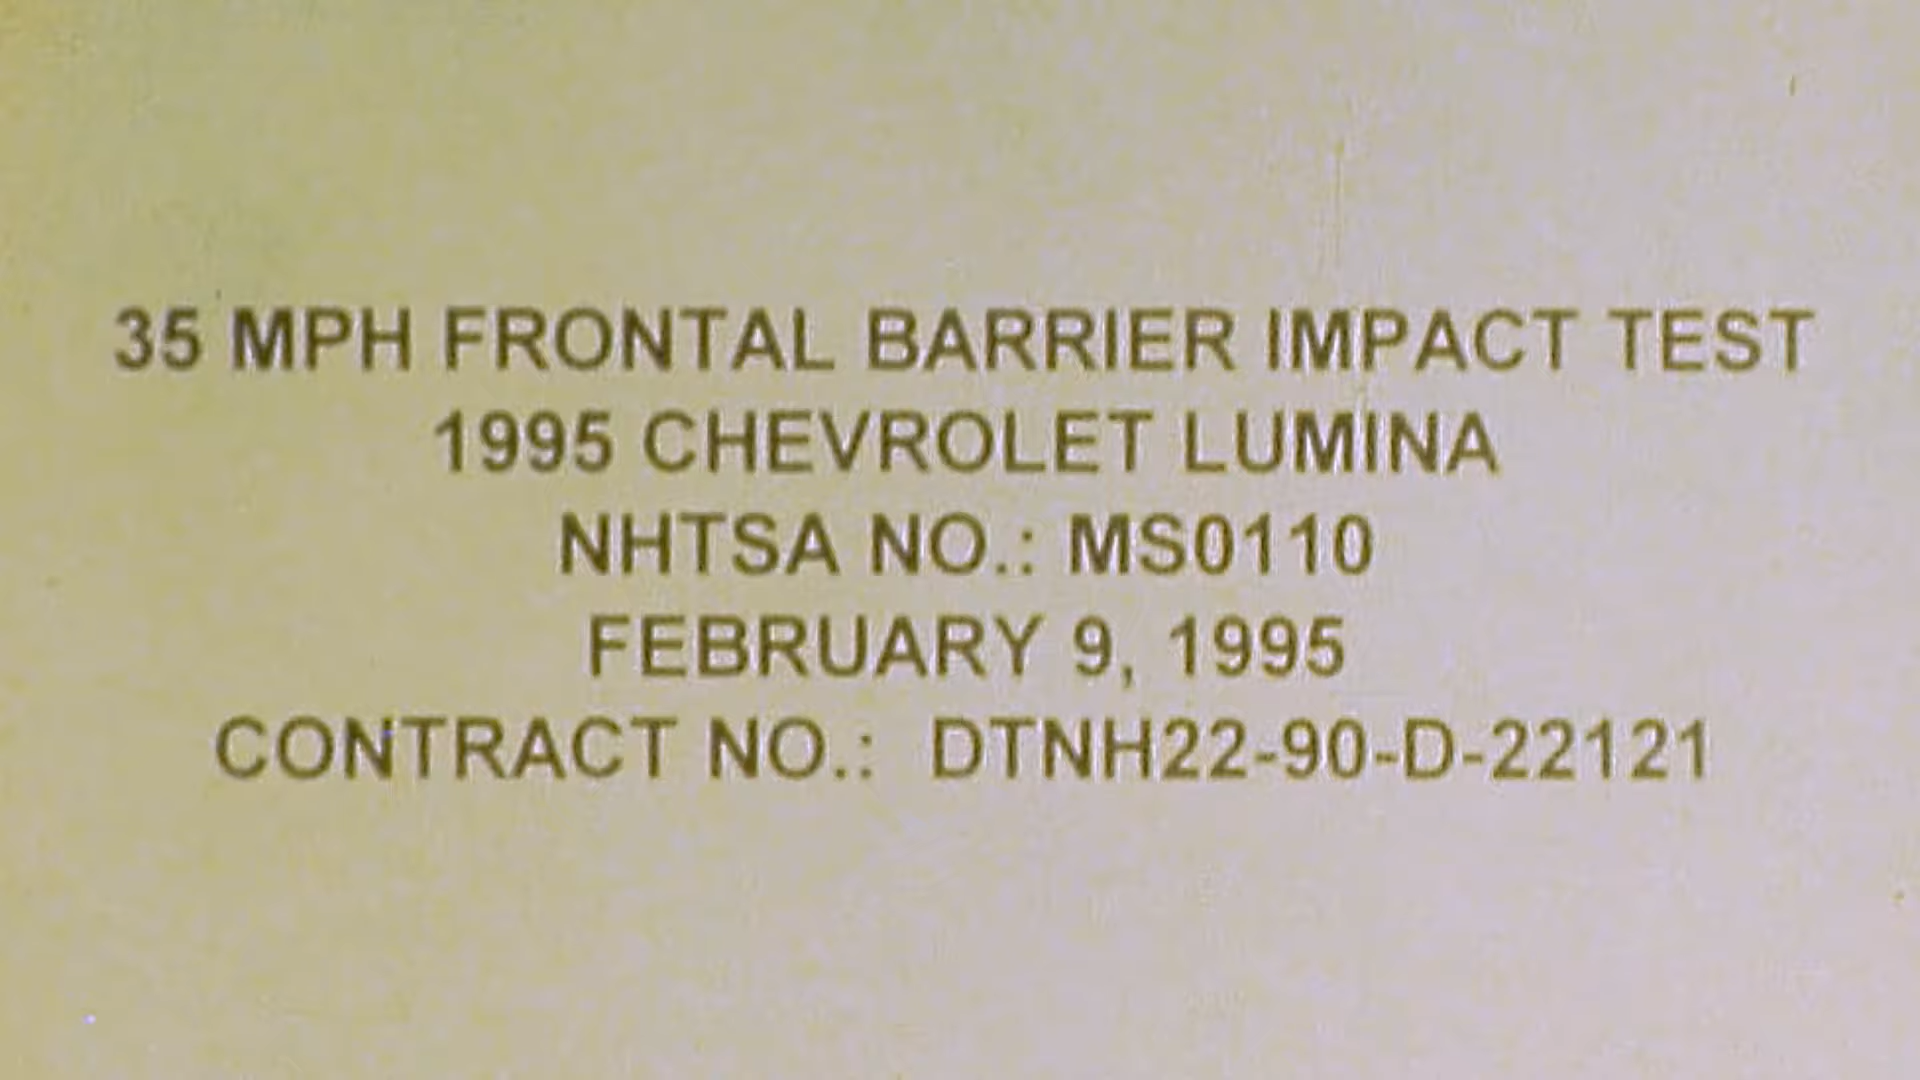 35 MPH FRONTAL BARRIER IMPACT TEST
1995 CHEVROLET LUMINA
NHTSA NO.: MS0110
FEBRUARY 9, 1995
CONTRACT NO.: DTNH22-90-D-22121